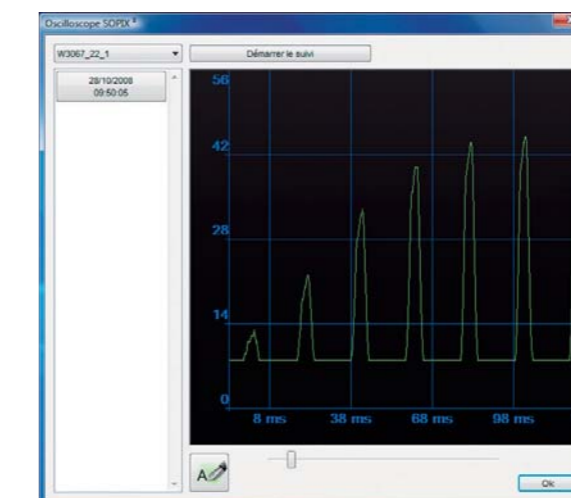 Oscilloscope SOPIX ²
W3067_22_1
Démarrer le suivi
28/10/2008
09:50:05
56
42
28
14
0
8 ms 38 ms 68 ms 98 ms
A
Ok